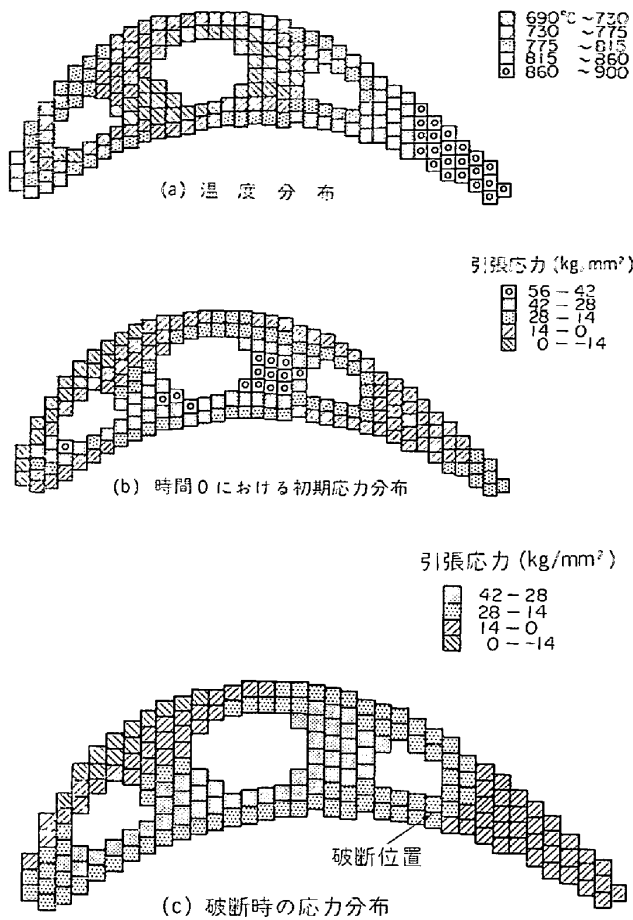 690℃ ~730
730 ~775
775 ~815
815 ~860
860 ~900
(a) 温度分布
引張応力 (kg/mm²)
56-42
42-28
28-14
14-0
0--14
(b) 時間0における初期応力分布
引張応力 (kg/mm²)
42-28
28-14
14-0
0--14
破断位置
(c) 破断時の応力分布